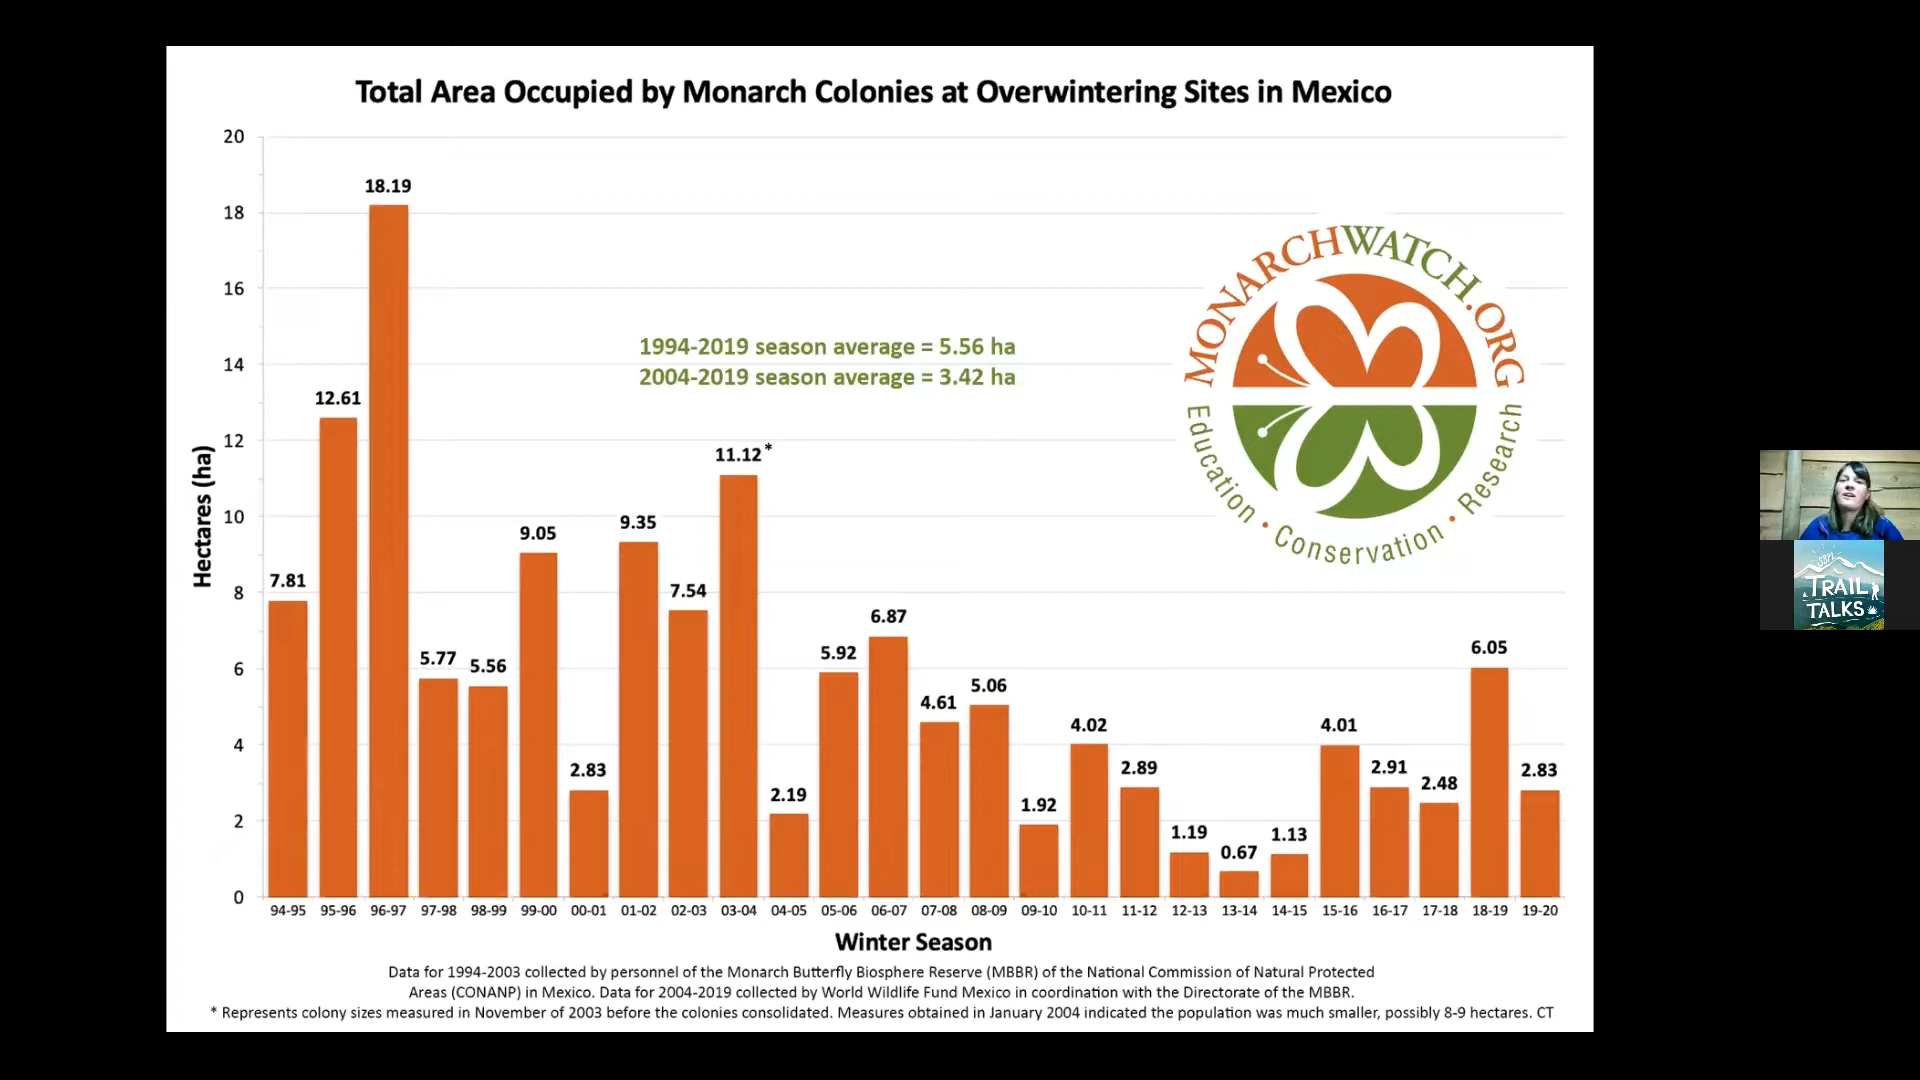 Total Area Occupied by Monarch Colonies at Overwintering Sites in Mexico
20
18
16
14
12
10
8
6
4
2
0
Hectares (ha)
7.81
12.61
18.19
5.77
5.56
9.05
2.83
9.35
7.54
11.12*
2.19
5.92
6.87
4.61
5.06
1.92
4.02
2.89
1.19
0.67
1.13
4.01
2.91
2.48
6.05
2.83
1994-2019 season average = 5.56 ha
2004-2019 season average = 3.42 ha
MONARCHWATCH.ORG
Education • Conservation • Research
94-95 95-96 96-97 97-98 98-99 99-00 00-01 01-02 02-03 03-04 04-05 05-06 06-07 07-08 08-09 09-10 10-11 11-12 12-13 13-14 14-15 15-16 16-17 17-18 18-19 19-20
Winter Season
Data for 1994-2003 collected by personnel of the Monarch Butterfly Biosphere Reserve (MBBR) of the National Commission of Natural Protected
Areas (CONANP) in Mexico. Data for 2004-2019 collected by World Wildlife Fund Mexico in coordination with the Directorate of the MBBR.
* Represents colony sizes measured in November of 2003 before the colonies consolidated. Measures obtained in January 2004 indicated the population was much smaller, possibly 8-9 hectares. CT
TRAIL
TALKS